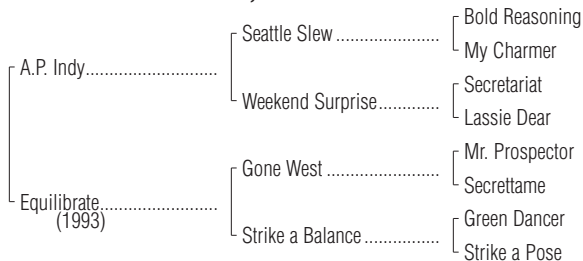 Bold Reasoning
Seattle Slew
My Charmer
A.P. Indy
Secretariat
Weekend Surprise
Lassie Dear
Mr. Prospector
Gone West
Secrettame
Equilibrate
(1993)
Green Dancer
Strike a Balance
Strike a Pose